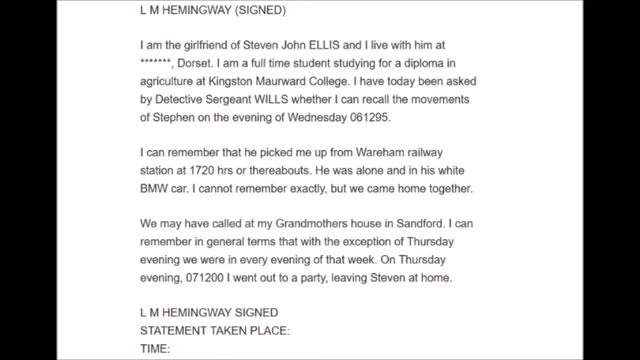 L M HEMINGWAY (SIGNED)
I am the girlfriend of Steven John ELLIS and I live with him at
*******, Dorset. I am a full time student studying for a diploma in
agriculture at Kingston Maurward College. I have today been asked
by Detective Sergeant WILLS whether I can recall the movements
of Stephen on the evening of Wednesday 061295.
I can remember that he picked me up from Wareham railway
station at 1720 hrs or thereabouts. He was alone and in his white
BMW car. I cannot remember exactly, but we came home together.
We may have called at my Grandmothers house in Sandford. I can
remember in general terms that with the exception of Thursday
evening we were in every evening of that week. On Thursday
evening, 071200 I went out to a party, leaving Steven at home.
L M HEMINGWAY SIGNED
STATEMENT TAKEN PLACE:
TIME: